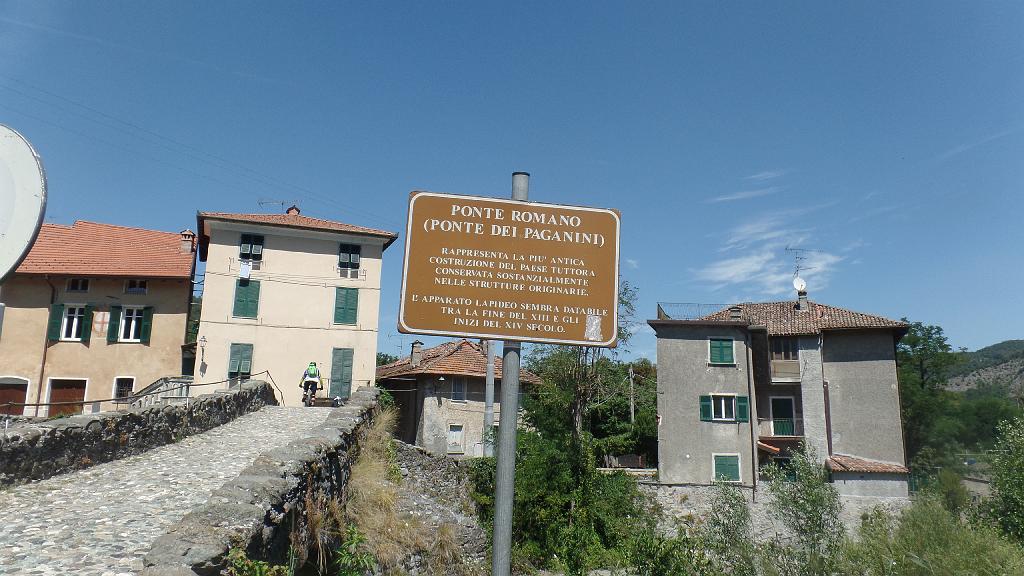 PONTE ROMANO
(PONTE DEI PAGANINI)
RAPPRESENTA LA PIU' ANTICA
COSTRUZIONE DEL PAESE TUTTORA
CONSERVATA SOSTANZIALMENTE
NELLE STRUTTURE ORIGINARIE.
L'APPARATO LAPIDEO SEMBRA DATABILE
TRA LA FINE DEL XIII E GLI
INIZI DEL XIV SECOLO.